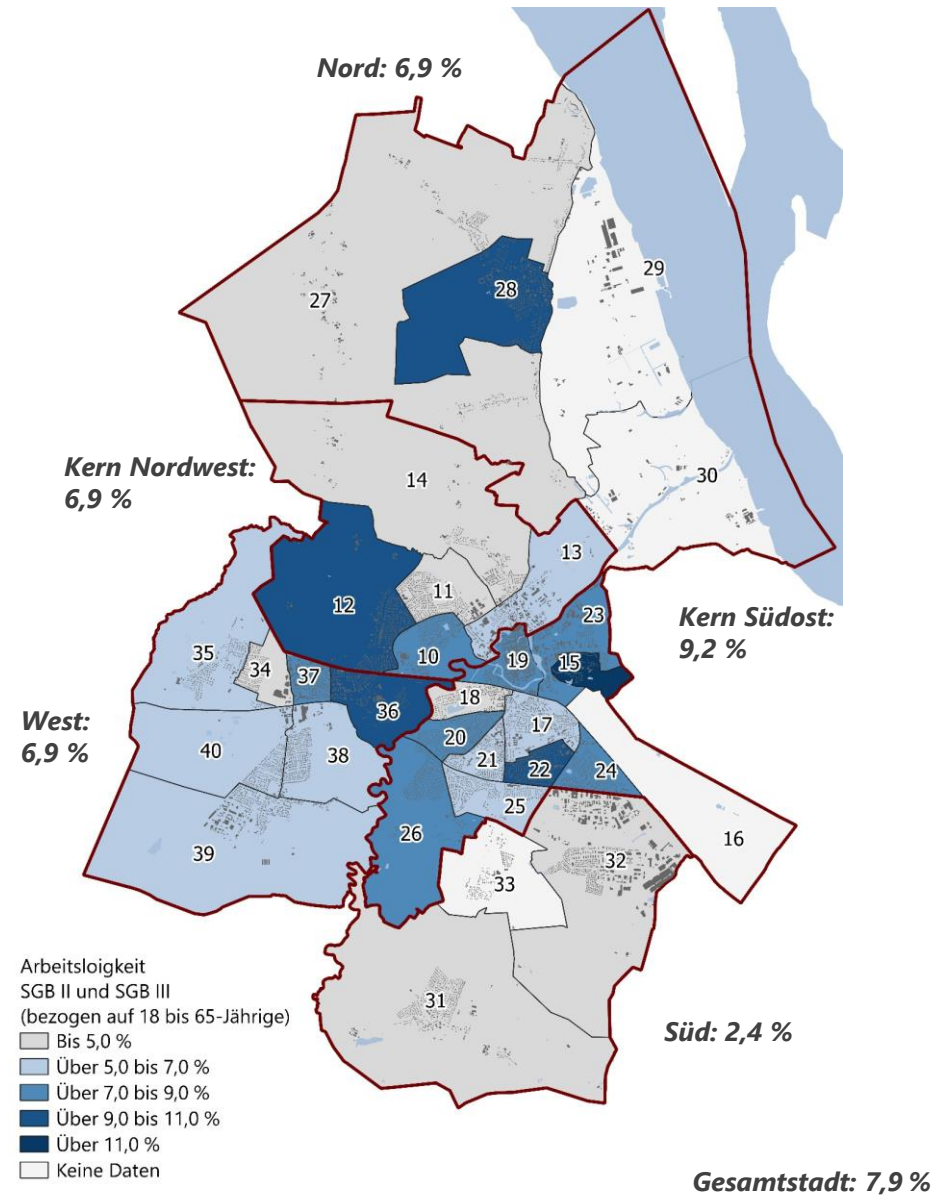 Nord: 6,9 %
29
28
27
Kern Nordwest:
6,9 %
14
30
13
11
12
23
Kern Südost:
9,2 %
10
19
15
35
34
37
18
36
17
West:
6,9 %
40
38
20
21
22
24
25
26
16
39
32
33
31
Arbeitsloigkeit
SGB II und SGB III
(bezogen auf 18 bis 65-Jährige)
Bis 5,0 %
Über 5,0 bis 7,0 %
Über 7,0 bis 9,0 %
Über 9,0 bis 11,0 %
Über 11,0 %
Keine Daten
Süd: 2,4 %
Gesamtstadt: 7,9 %